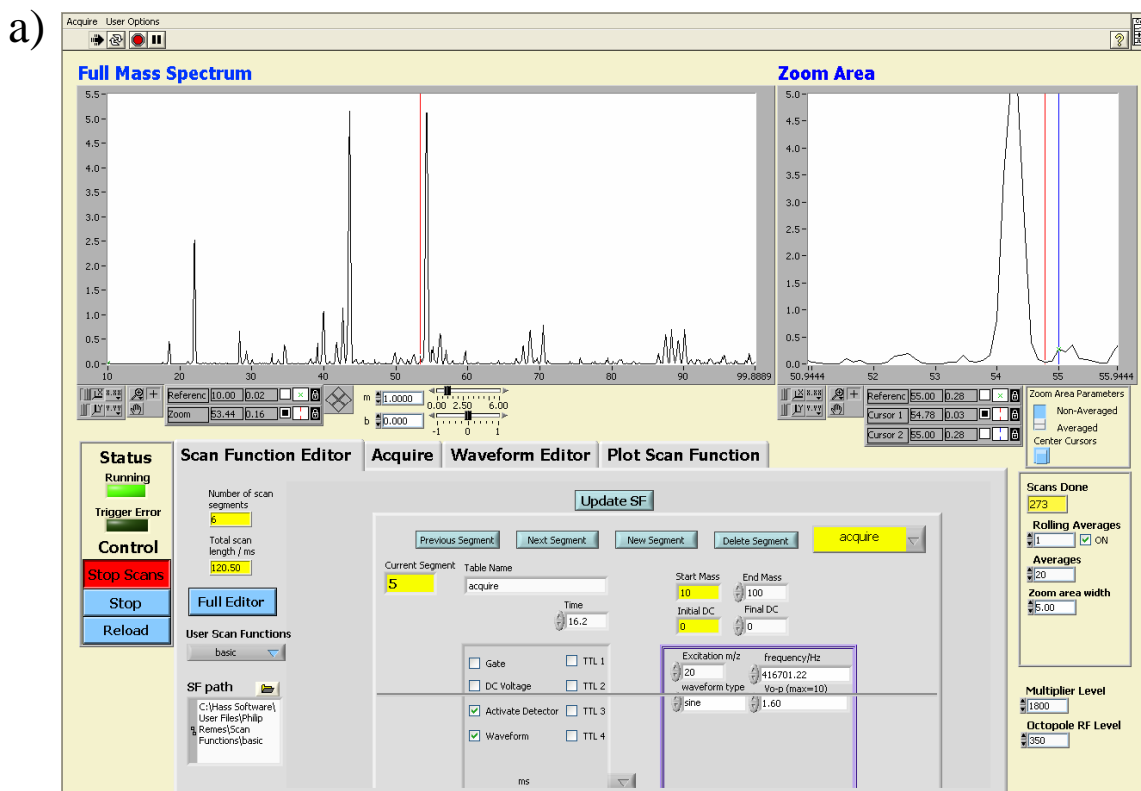 a)
Acquire User Options
?
Full Mass Spectrum
Zoom Area
5.5
5.0
4.5
4.0
3.5
3.0
2.5
2.0
1.5
1.0
0.5
0.0
10 20 30 40 50 60 70 80 90 99.8889
5.0
4.5
4.0
3.5
3.0
2.5
2.0
1.5
1.0
0.5
0.0
50.9444 52 53 54 55 55.9444
Referenc 10.00 0.02
Zoom 53.44 0.16
m 1.0000
0.00 2.50 6.00
b 0.000
-1 0 1
Referenc 55.00 0.28
Cursor 1 54.78 0.03
Cursor 2 55.00 0.28
Zoom Area Parameters
Non-Averaged
Averaged
Center Cursors
Status
Running
Trigger Error
Control
Stop Scans
Stop
Reload
Scan Function Editor Acquire Waveform Editor Plot Scan Function
Number of scan
segments
6
Total scan
length / ms
120.50
Full Editor
User Scan Functions
basic
SF path
C:\Hass Software\
User Files\Philip
Remes\Scan
Functions\basic
Update SF
Previous Segment Next Segment New Segment Delete Segment acquire
Current Segment
5
Table Name
acquire
Time
16.2
Start Mass End Mass
10 100
Initial DC Final DC
0 0
Gate TTL 1
DC Voltage TTL 2
Activate Detector TTL 3
Waveform TTL 4
ms
Excitation m/z frequency/Hz
20 416701.22
waveform type Vo-p (max=10)
sine 1.60
Scans Done
273
Rolling Averages
1 ON
Averages
20
Zoom area width
5.00
Multiplier Level
1800
Octopole RF Level
350